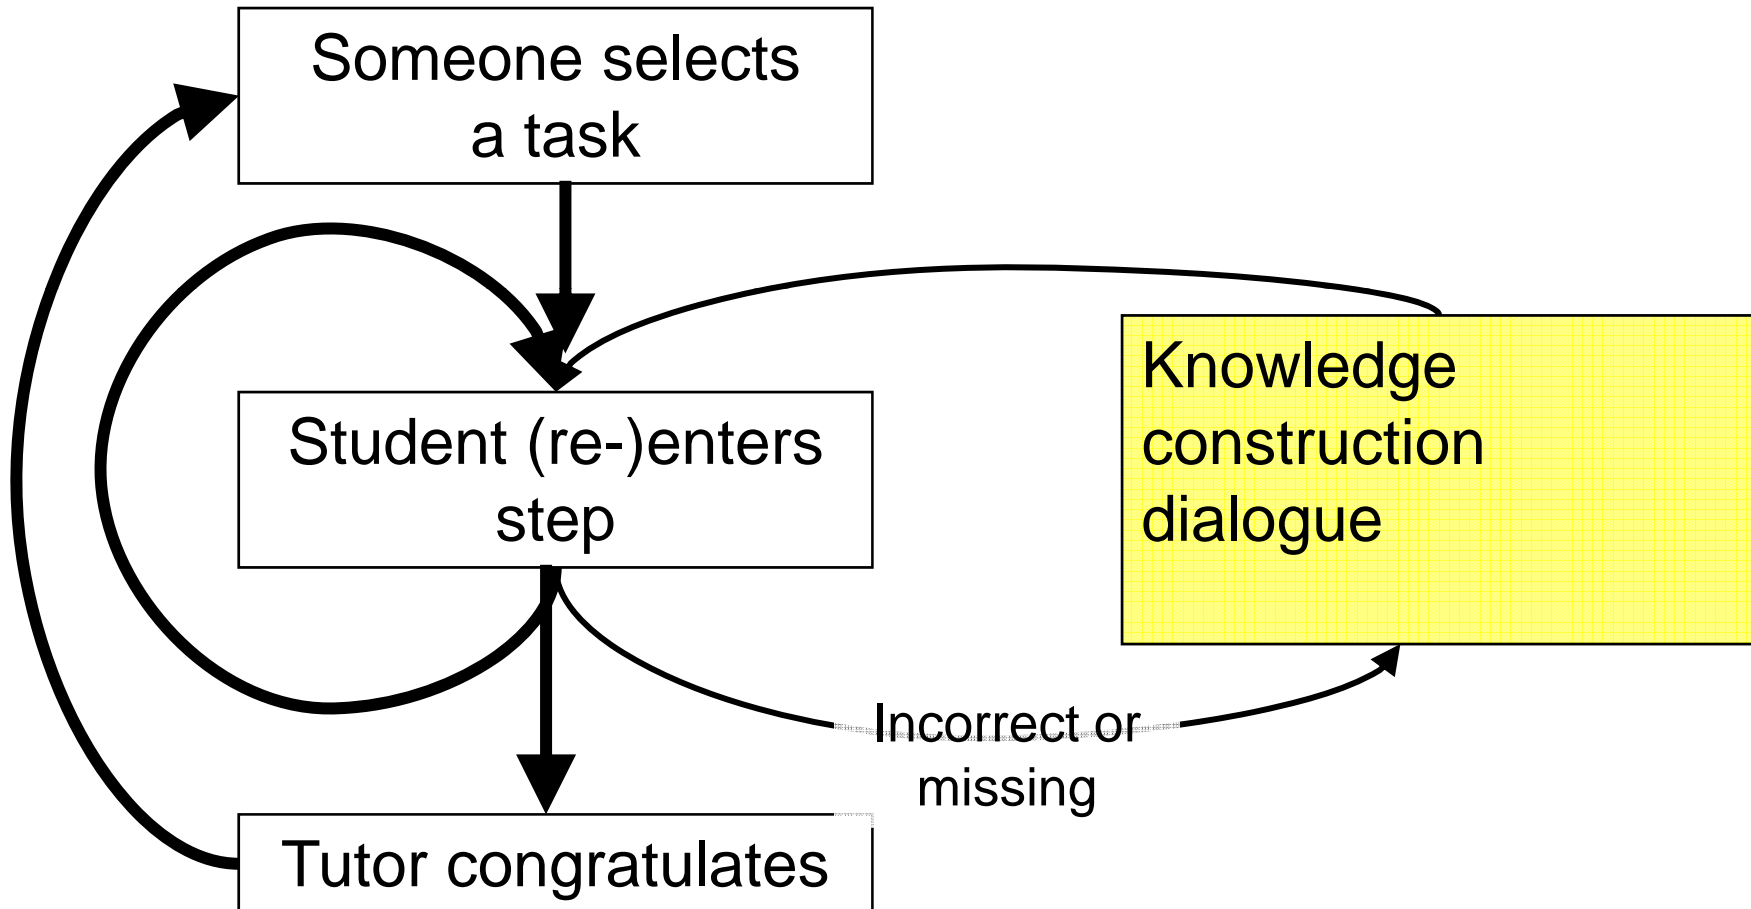 Someone selects
a task
Student (re-)enters
step
Knowledge
construction
dialogue
Incorrect or
missing
Tutor congratulates